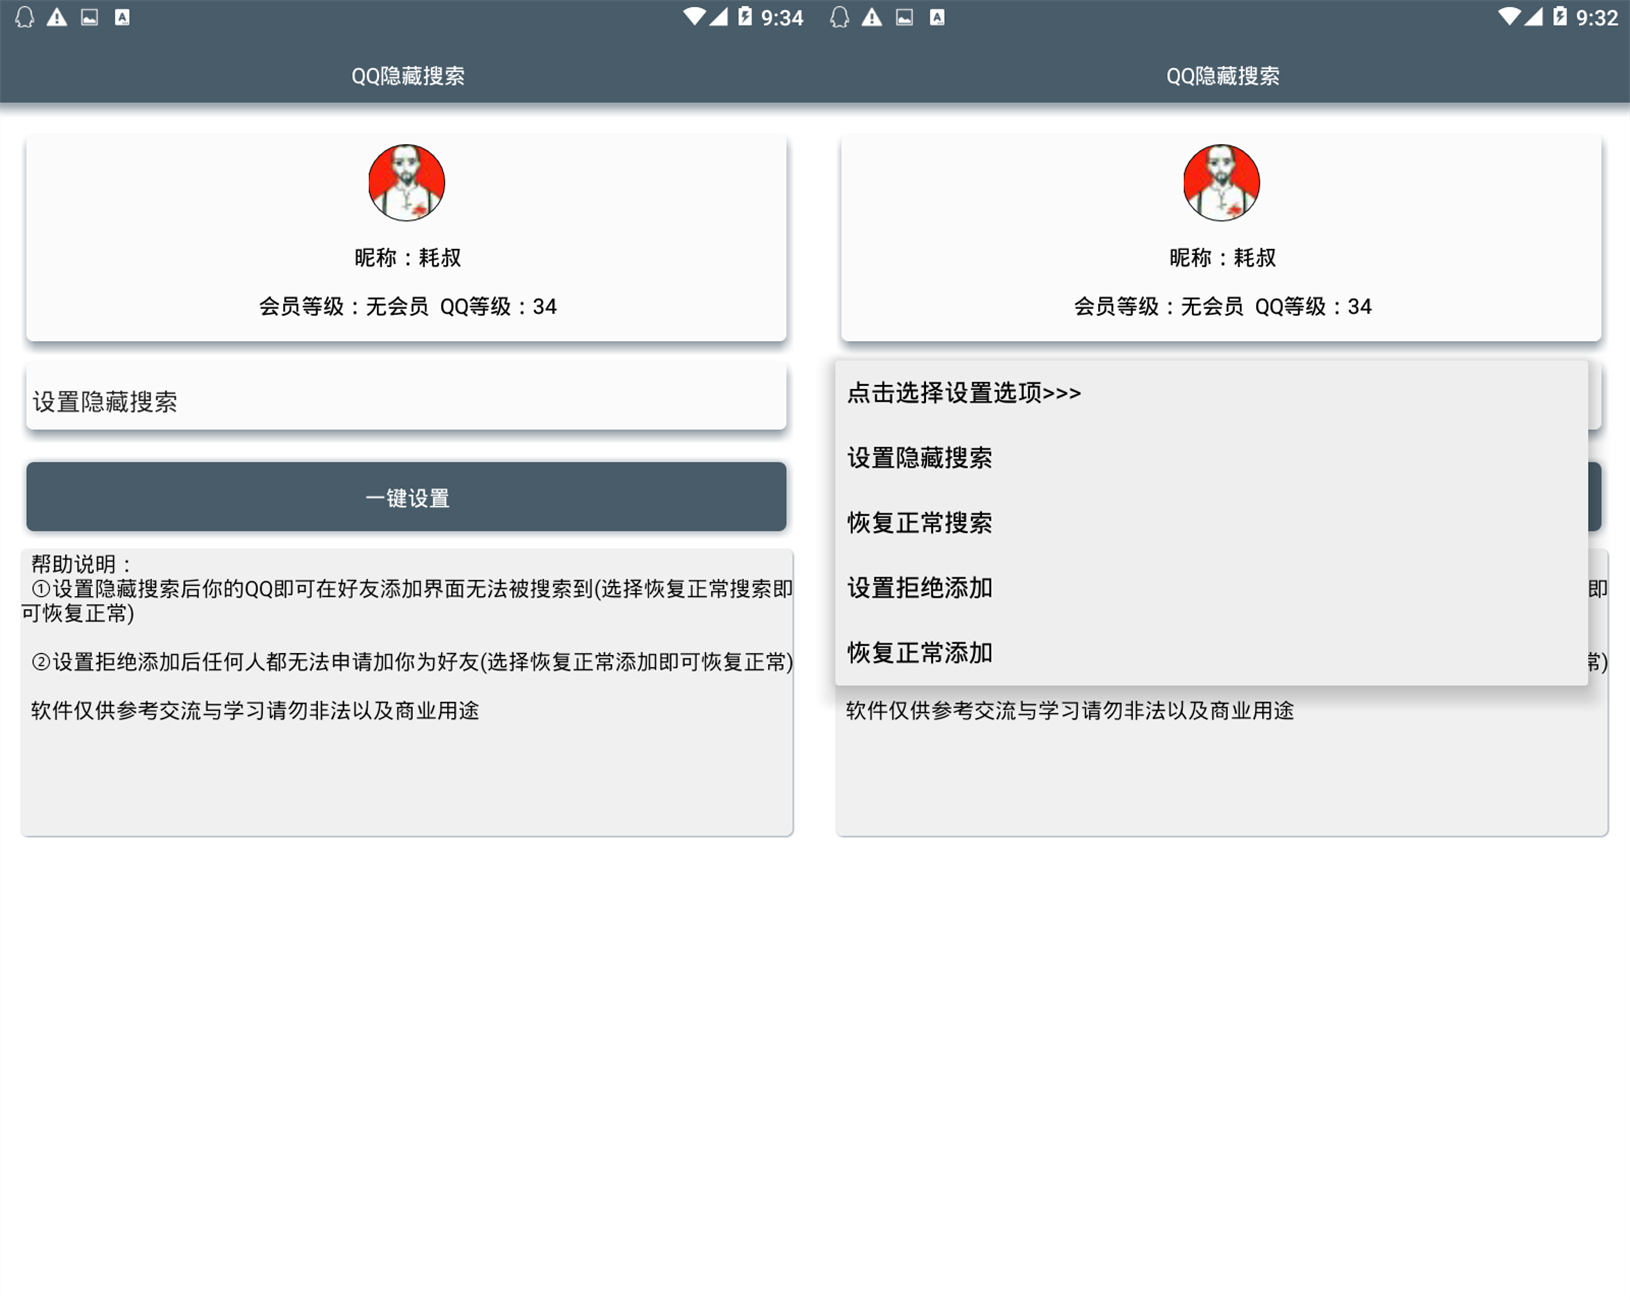 9:34
QQ隐藏搜索
昵称：耗叔
会员等级：无会员 QQ等级：34
设置隐藏搜索
一键设置
帮助说明：
①设置隐藏搜索后你的QQ即可在好友添加界面无法被搜索到(选择恢复正常搜索即
可恢复正常)
②设置拒绝添加后任何人都无法申请加你为好友(选择恢复正常添加即可恢复正常)
软件仅供参考交流与学习请勿非法以及商业用途
9:32
QQ隐藏搜索
昵称：耗叔
会员等级：无会员 QQ等级：34
点击选择设置选项>>>
设置隐藏搜索
恢复正常搜索
设置拒绝添加
恢复正常添加
即
常)
软件仅供参考交流与学习请勿非法以及商业用途